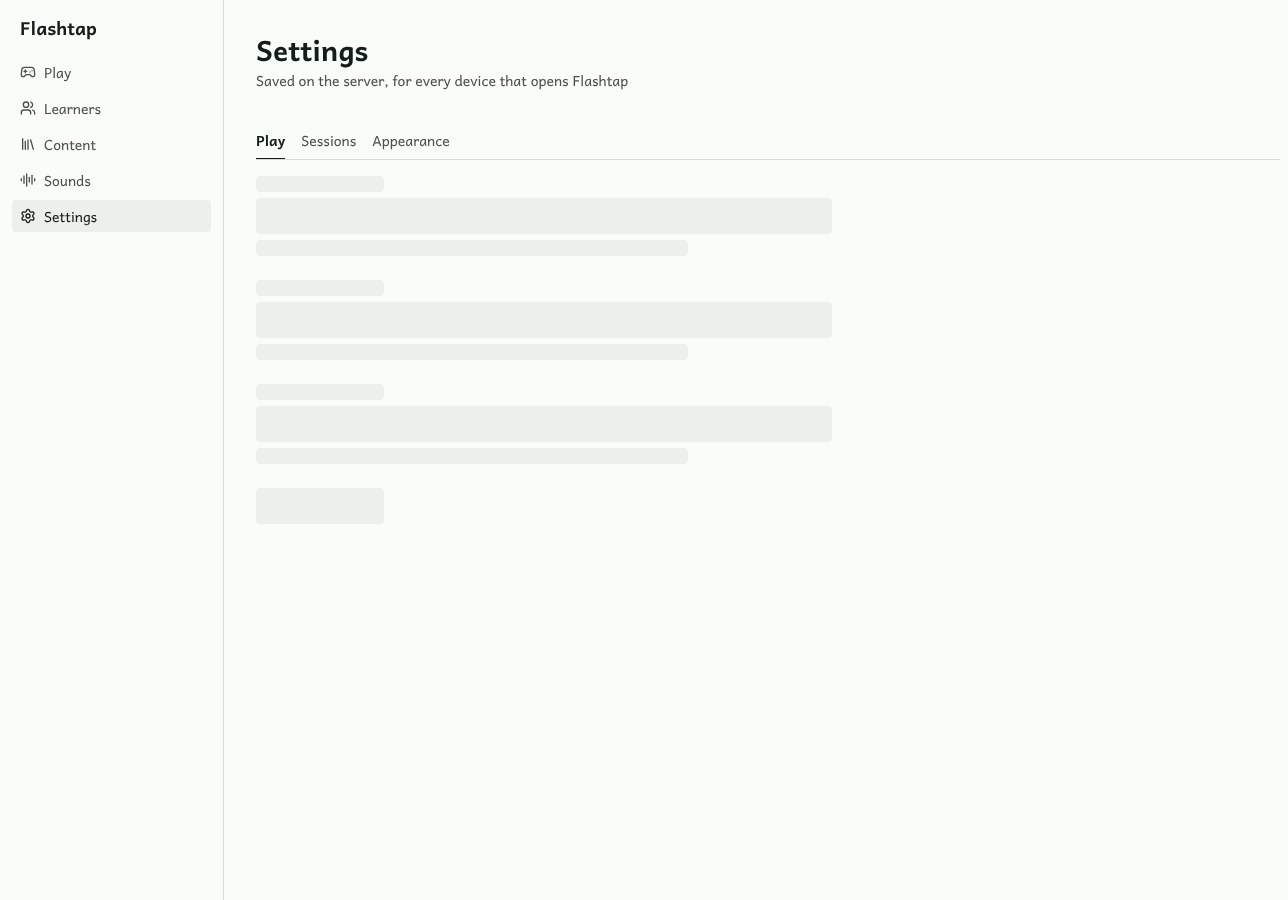 Flashtap
Play
Learners
Content
Sounds
Settings
Settings
Saved on the server, for every device that opens Flashtap
Play Sessions Appearance